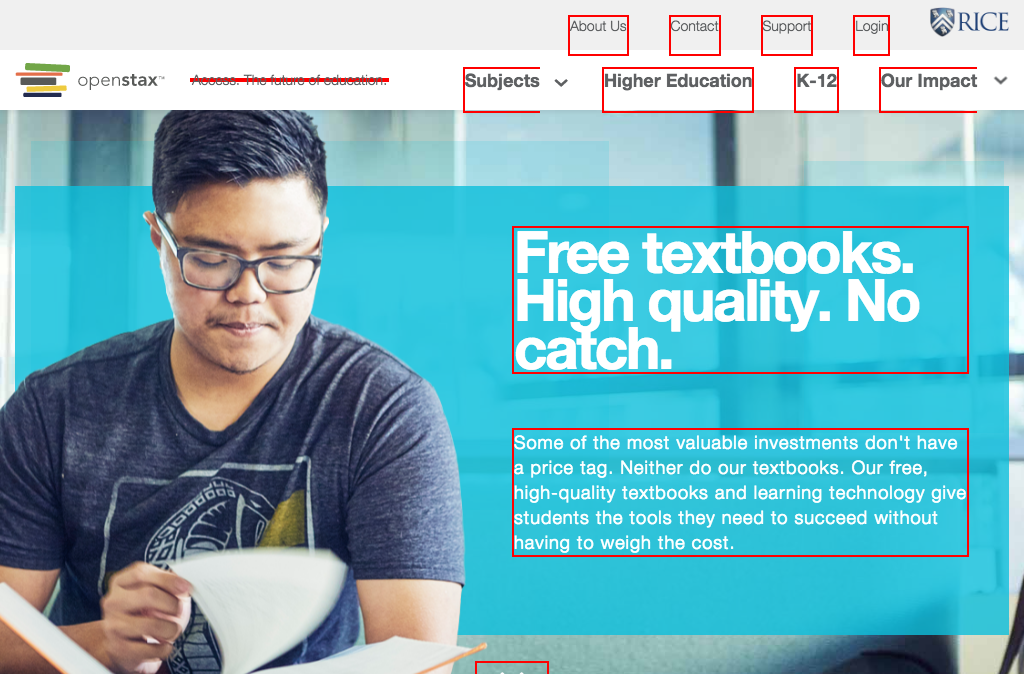 About Us Contact Support Login RICE
openstax™ Access. The future of education. Subjects Higher Education K-12 Our Impact
Free textbooks.
High quality. No
catch.
Some of the most valuable investments don't have
a price tag. Neither do our textbooks. Our free,
high-quality textbooks and learning technology give
students the tools they need to succeed without
having to weigh the cost.